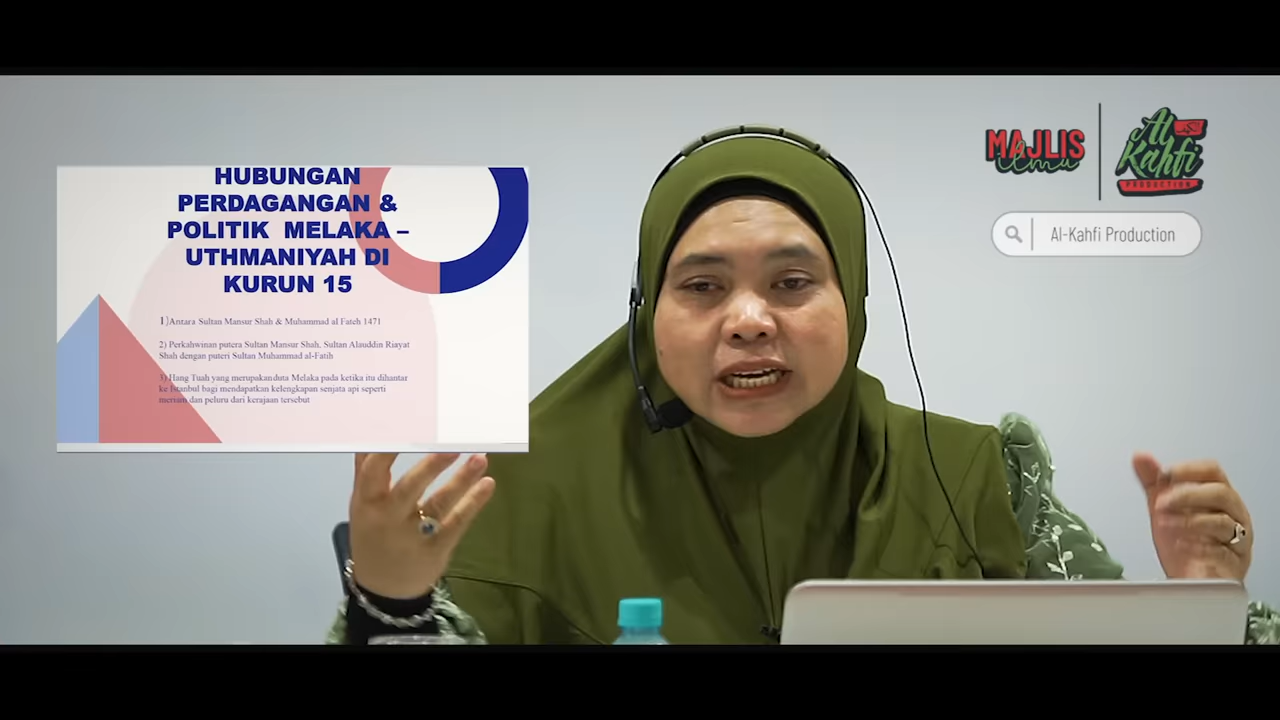 HUBUNGAN
PERDAGANGAN &
POLITIK MELAKA –
UTHMANIYAH DI
KURUN 15
1)Antara Sultan Mansur Shah & Muhammad al Fateh 1471
2) Perkahwinan putera Sultan Mansur Shah, Sultan Alauddin Riayat
Shah dengan puteri Sultan Muhammad al-Fatih
3) Hang Tuah yang merupakan duta Melaka pada ketika itu dihantar
ke Istanbul bagi mendapatkan kelengkapan senjata api seperti
meriam dan peluru dari kerajaan tersebut
MAJLIS
ilmu
Al
Kahfi
PRODUCTION
Al-Kahfi Production